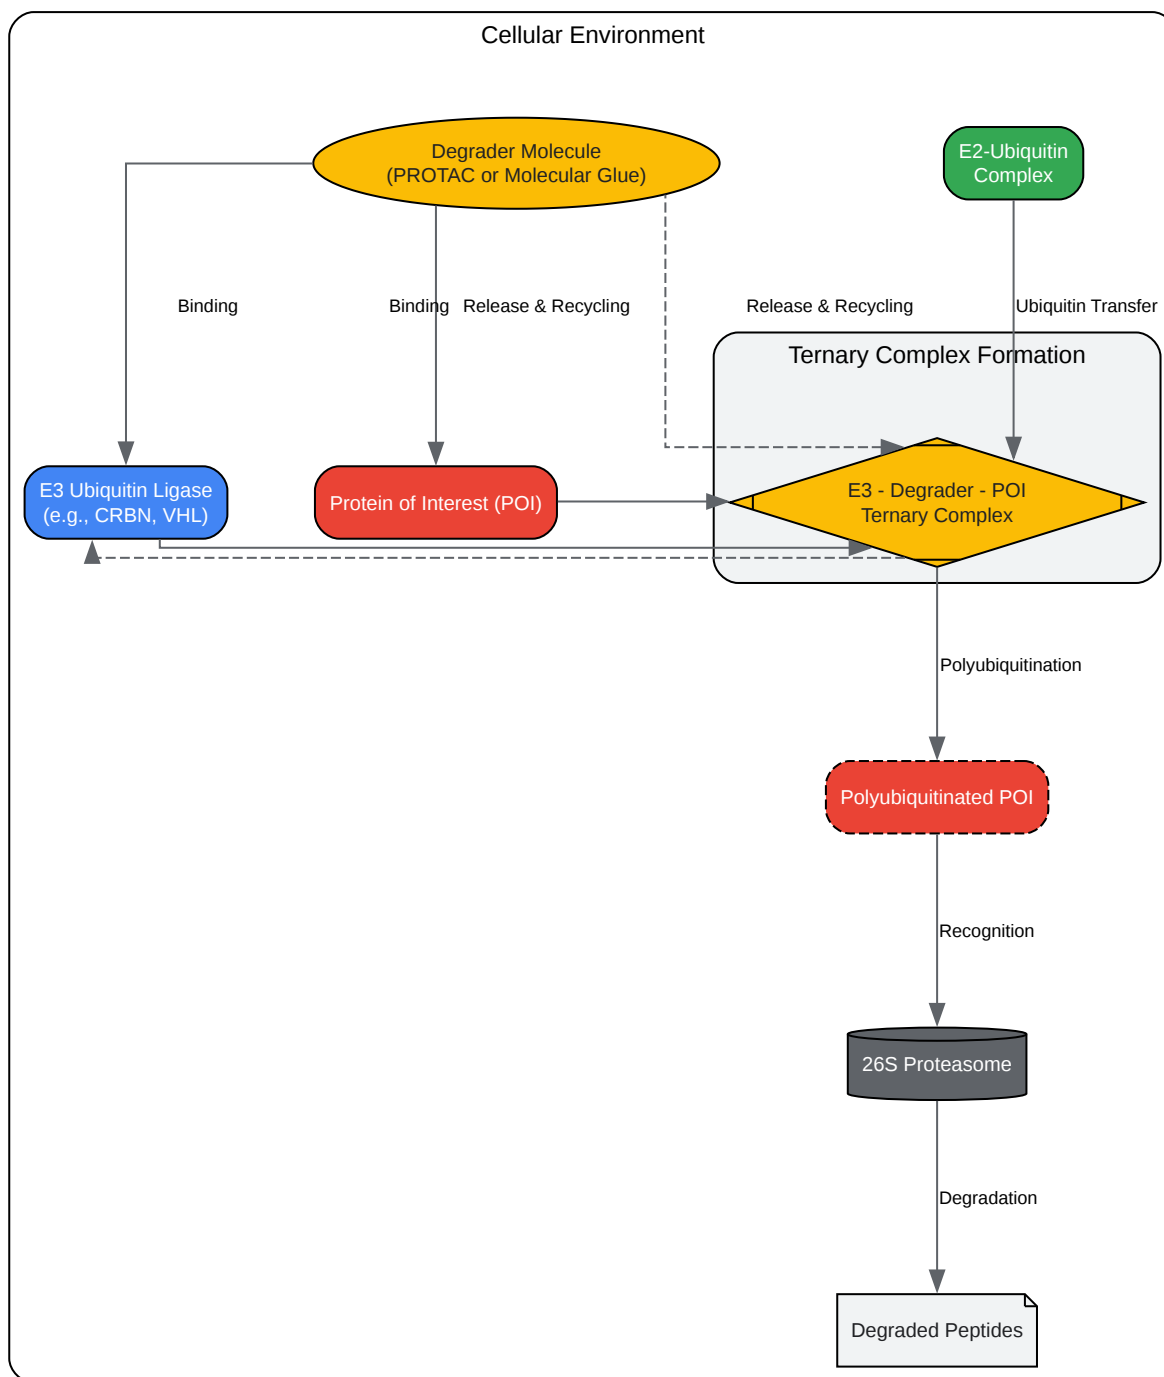 Cellular Environment
Degrader Molecule
(PROTAC or Molecular Glue)
E2-Ubiquitin
Complex
Binding
Binding
Release & Recycling
Release & Recycling
Ubiquitin Transfer
Ternary Complex Formation
E3 Ubiquitin Ligase
(e.g., CRBN, VHL)
Protein of Interest (POI)
E3 - Degrader - POI
Ternary Complex
Polyubiquitination
Polyubiquitinated POI
Recognition
26S Proteasome
Degradation
Degraded Peptides